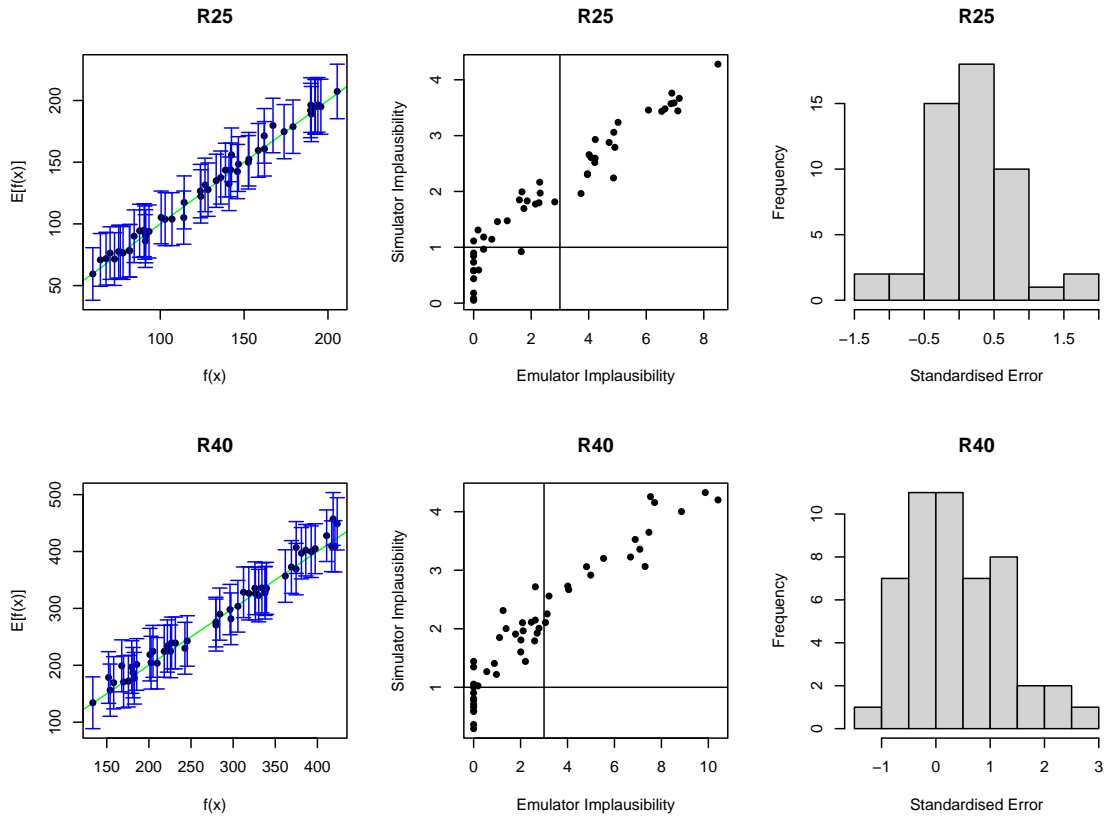 R25
E[f(x)]
200
150
100
50
100 150 200
f(x)
R25
Simulator Implausibility
4
3
2
1
0
0 2 4 6 8
Emulator Implausibility
R25
Frequency
15
10
5
0
−1.5 −0.5 0.5 1.5
Standardised Error
R40
E[f(x)]
500
400
300
200
100
150 200 250 300 350 400
f(x)
R40
Simulator Implausibility
4
3
2
1
0 2 4 6 8 10
Emulator Implausibility
R40
Frequency
10
8
6
4
2
0
−1 0 1 2 3
Standardised Error